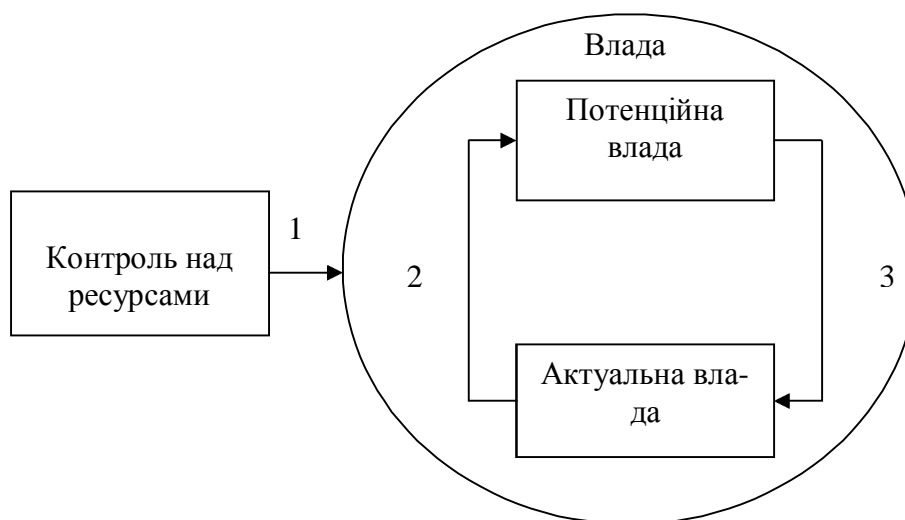 Влада
Потенційна
влада
1
Контроль над
ресурсами
2
3
Актуальна вла-
да